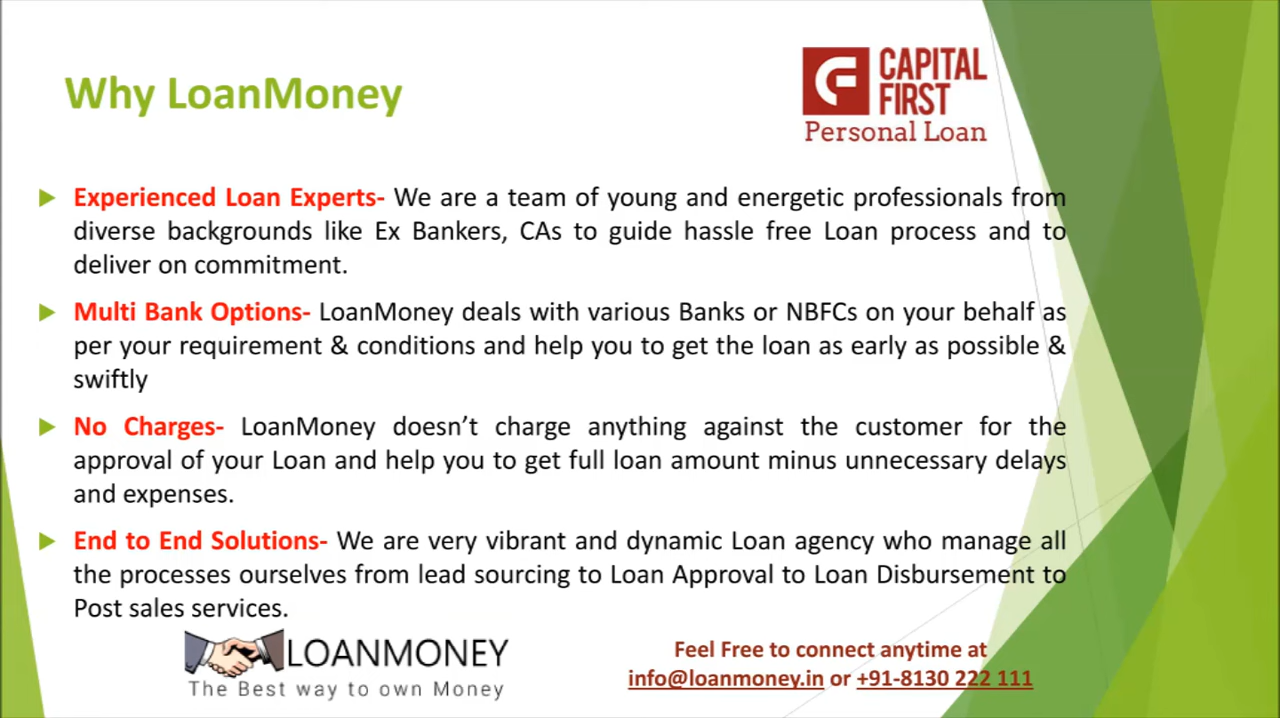 Why LoanMoney
CAPITAL
FIRST
Personal Loan
Experienced Loan Experts- We are a team of young and energetic professionals from
diverse backgrounds like Ex Bankers, CAs to guide hassle free Loan process and to
deliver on commitment.
Multi Bank Options- LoanMoney deals with various Banks or NBFCs on your behalf as
per your requirement & conditions and help you to get the loan as early as possible &
swiftly
No Charges- LoanMoney doesn’t charge anything against the customer for the
approval of your Loan and help you to get full loan amount minus unnecessary delays
and expenses.
End to End Solutions- We are very vibrant and dynamic Loan agency who manage all
the processes ourselves from lead sourcing to Loan Approval to Loan Disbursement to
Post sales services.
LOANMONEY
The Best way to own Money
Feel Free to connect anytime at
info@loanmoney.in or +91-8130 222 111